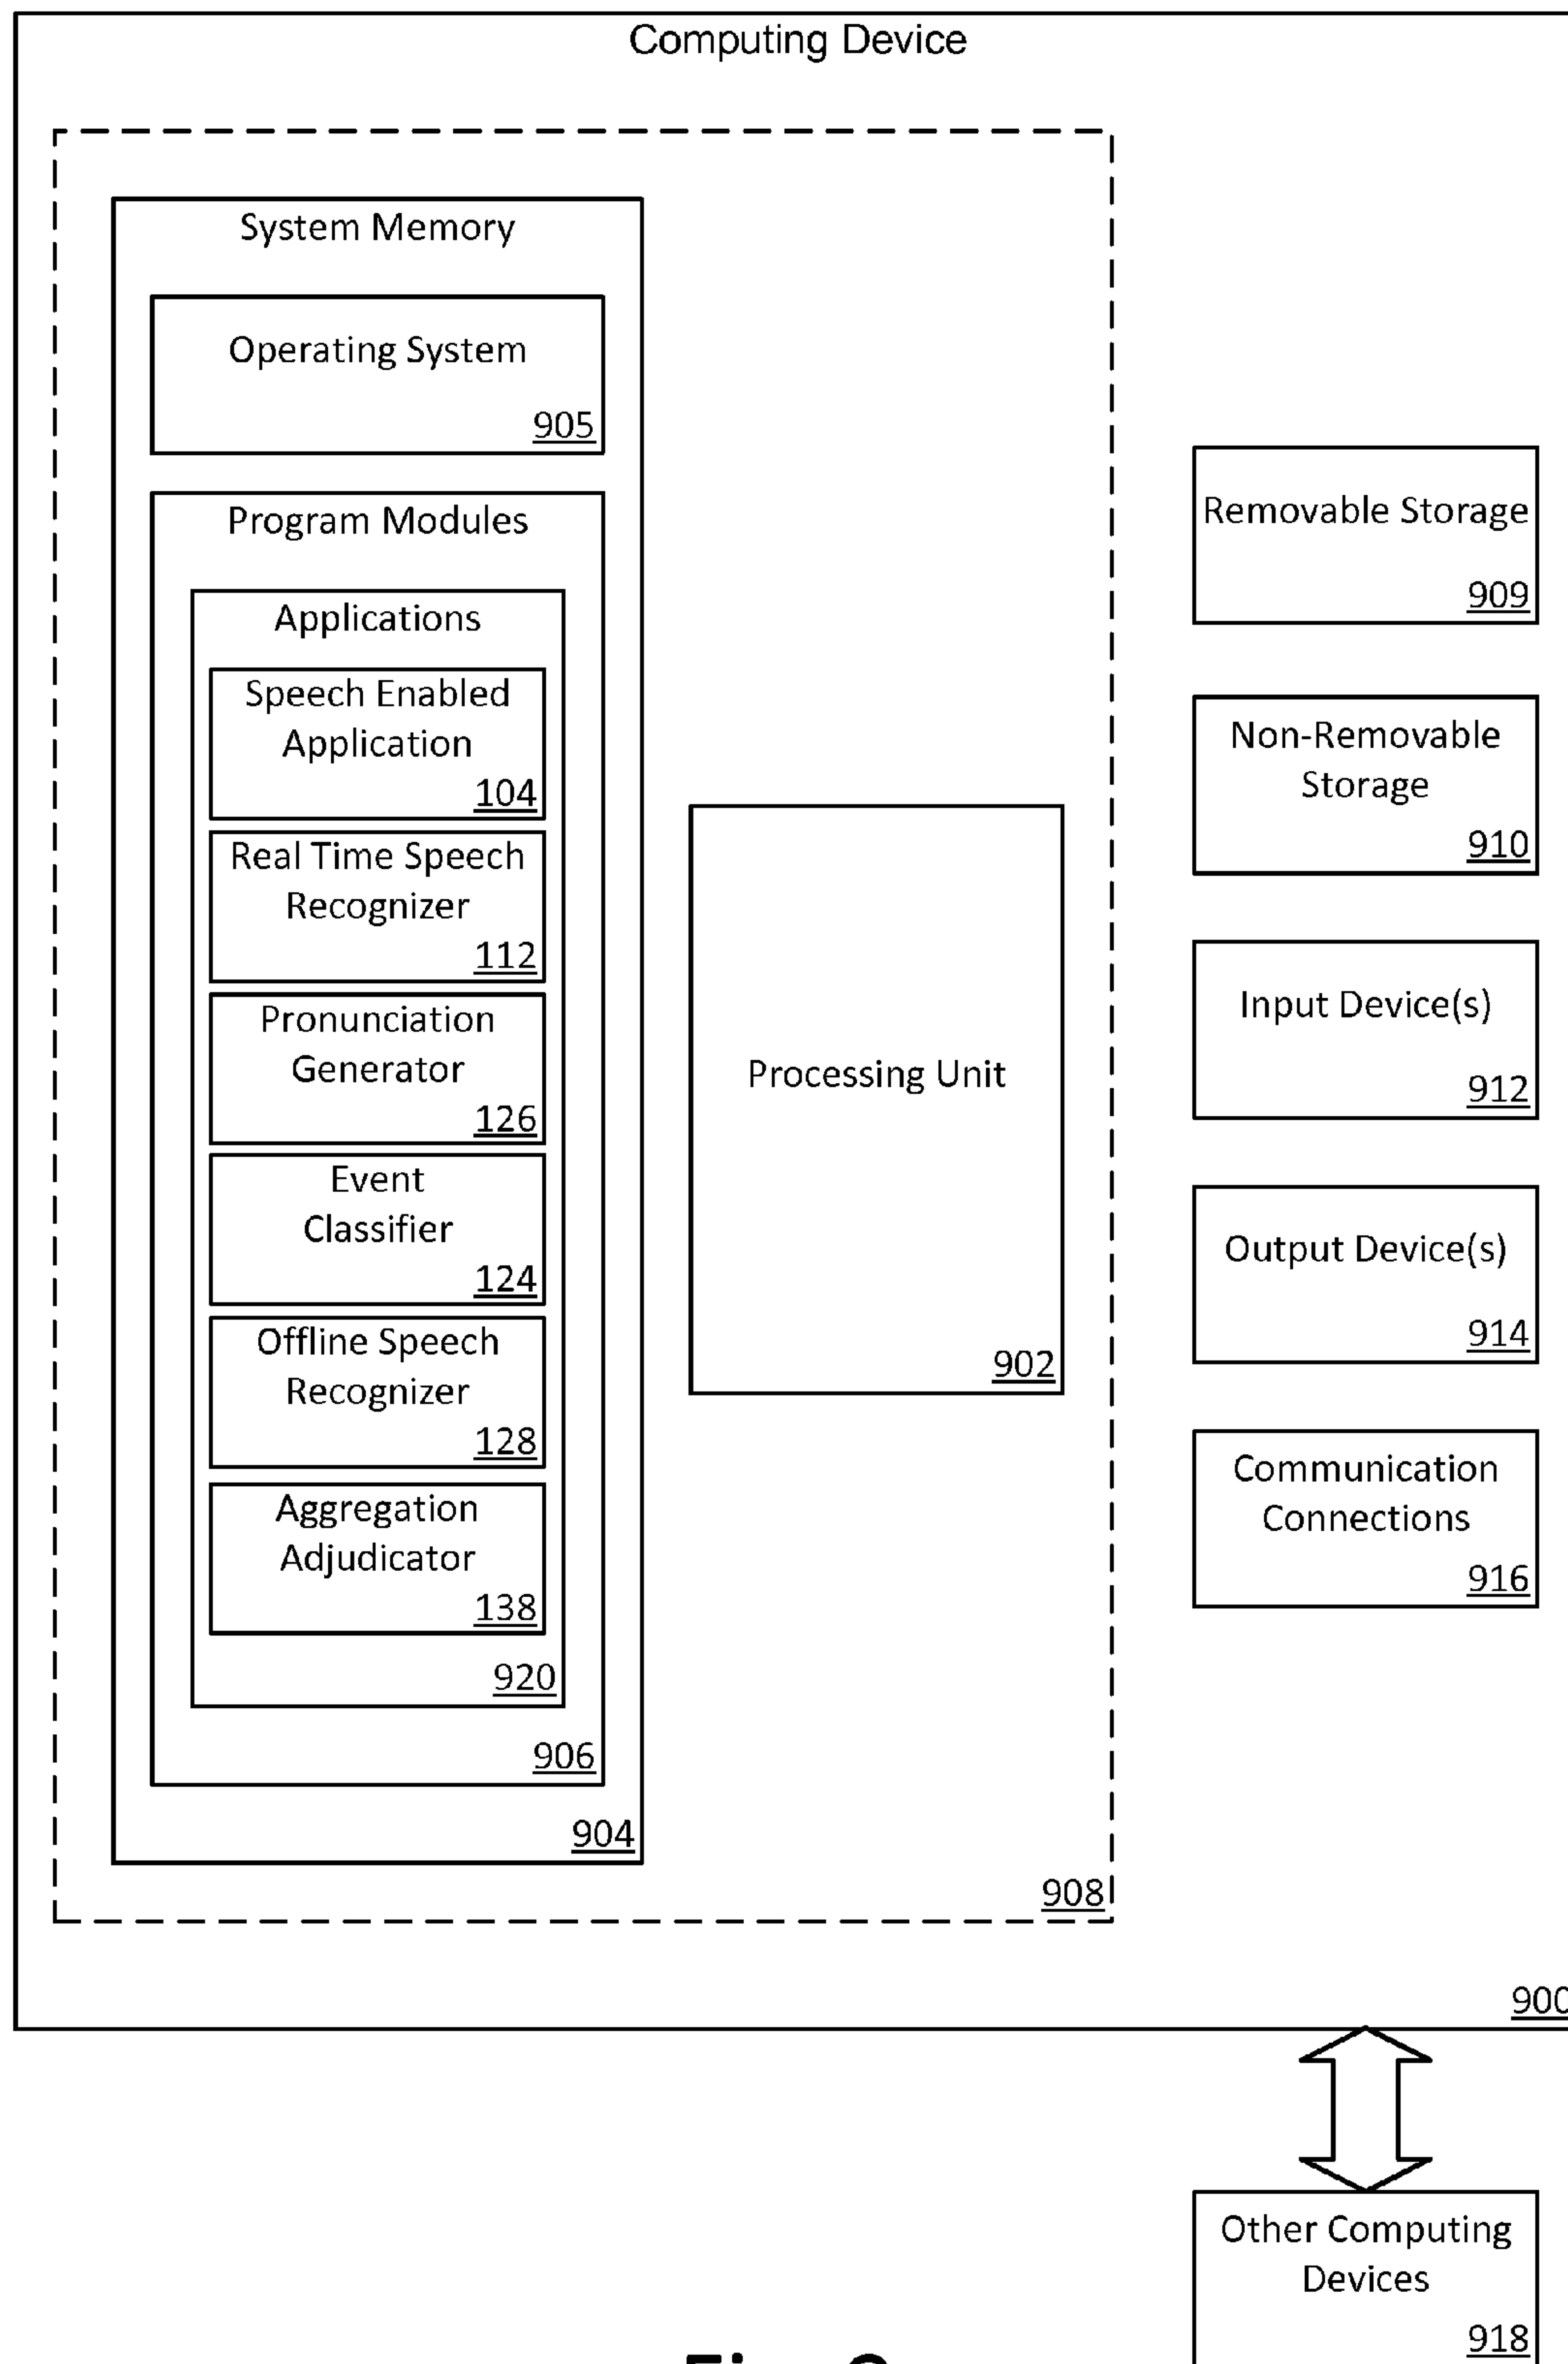 Computing Device
System Memory
Operating System
905
Program Modules
Applications
Speech Enabled
Application
104
Real Time Speech
Recognizer
112
Pronunciation
Generator
126
Event
Classifier
124
Offline Speech
Recognizer
128
Aggregation
Adjudicator
138
920
906
904
Processing Unit
902
908
Removable Storage
909
Non-Removable
Storage
910
Input Device(s)
912
Output Device(s)
914
Communication
Connections
916
900
Other Computing
Devices
918